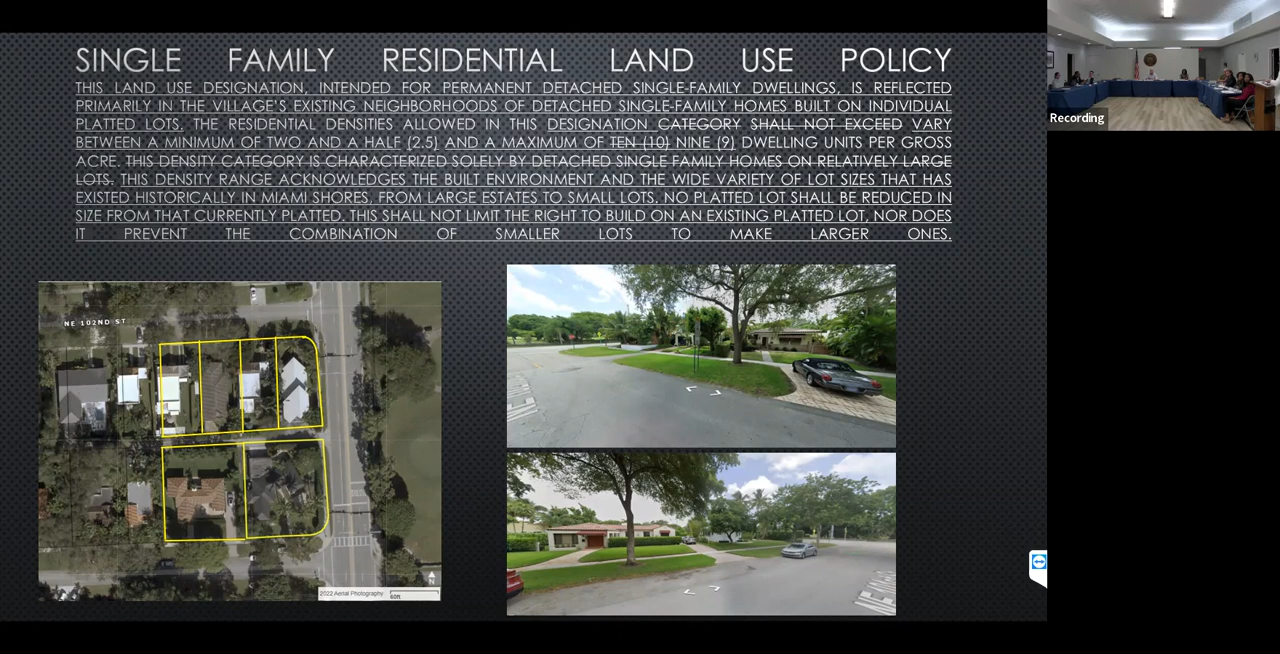 SINGLE FAMILY RESIDENTIAL LAND USE POLICY
THIS LAND USE DESIGNATION, INTENDED FOR PERMANENT DETACHED SINGLE-FAMILY DWELLINGS, IS REFLECTED
PRIMARILY IN THE VILLAGE'S EXISTING NEIGHBORHOODS OF DETACHED SINGLE-FAMILY HOMES BUILT ON INDIVIDUAL
PLATTED LOTS. THE RESIDENTIAL DENSITIES ALLOWED IN THIS DESIGNATION CATEGORY SHALL NOT EXCEED VARY
BETWEEN A MINIMUM OF TWO AND A HALF (2.5) AND A MAXIMUM OF TEN (10) NINE (9) DWELLING UNITS PER GROSS
ACRE. THIS DENSITY CATEGORY IS CHARACTERIZED SOLELY BY DETACHED SINGLE FAMILY HOMES ON RELATIVELY LARGE
LOTS. THIS DENSITY RANGE ACKNOWLEDGES THE BUILT ENVIRONMENT AND THE WIDE VARIETY OF LOT SIZES THAT HAS
EXISTED HISTORICALLY IN MIAMI SHORES, FROM LARGE ESTATES TO SMALL LOTS. NO PLATTED LOT SHALL BE REDUCED IN
SIZE FROM THAT CURRENTLY PLATTED. THIS SHALL NOT LIMIT THE RIGHT TO BUILD ON AN EXISTING PLATTED LOT, NOR DOES
IT PREVENT THE COMBINATION OF SMALLER LOTS TO MAKE LARGER ONES.
Recording
NE 102ND ST
2022 Aerial Photography
60ft
N
NE
NE